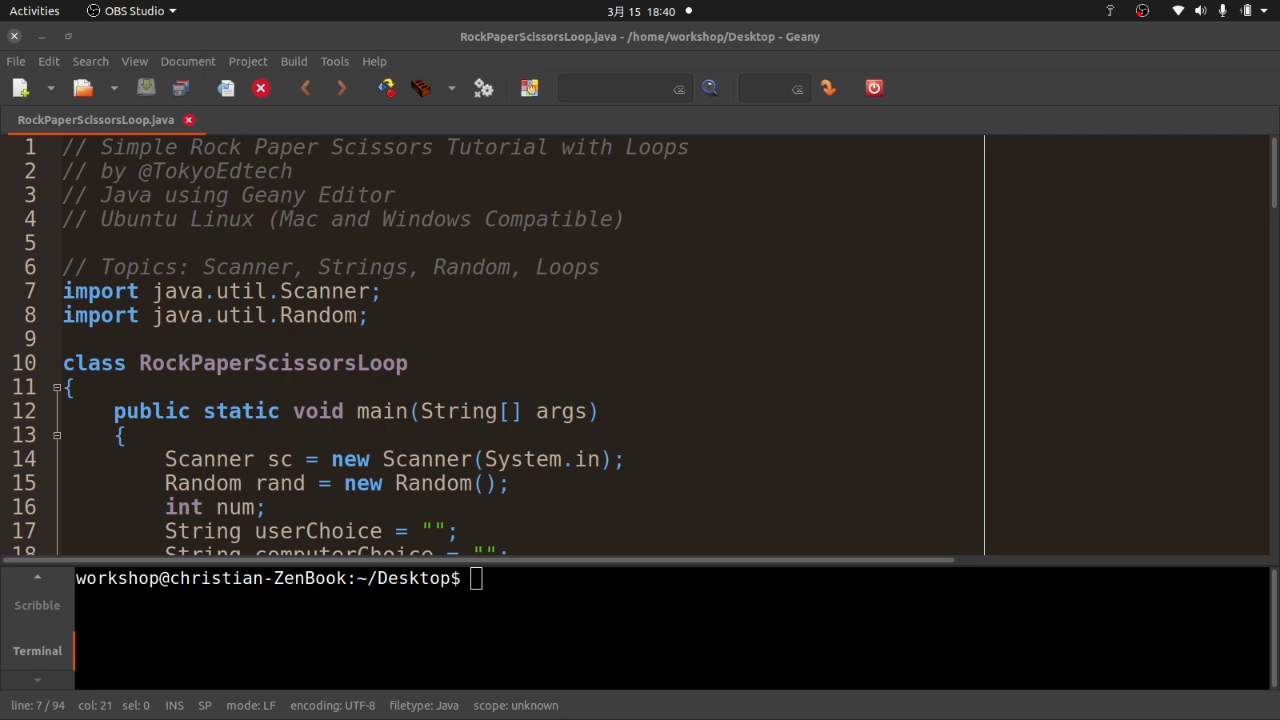 Activities OBS Studio 3月 15 18:40
RockPaperScissorsLoop.java - /home/workshop/Desktop - Geany
File Edit Search View Document Project Build Tools Help
RockPaperScissorsLoop.java
1 // Simple Rock Paper Scissors Tutorial with Loops
2 // by @TokyoEdtech
3 // Java using Geany Editor
4 // Ubuntu Linux (Mac and Windows Compatible)
5
6 // Topics: Scanner, Strings, Random, Loops
7 import java.util.Scanner;
8 import java.util.Random;
9
10 class RockPaperScissorsLoop
11 {
12 public static void main(String[] args)
13 {
14 Scanner sc = new Scanner(System.in);
15 Random rand = new Random();
16 int num;
17 String userChoice = "";
18 String computerChoice = "";
workshop@christian-ZenBook:~/Desktop$
Scribble
Terminal
line: 7 / 94 col: 21 sel: 0 INS SP mode: LF encoding: UTF-8 filetype: Java scope: unknown